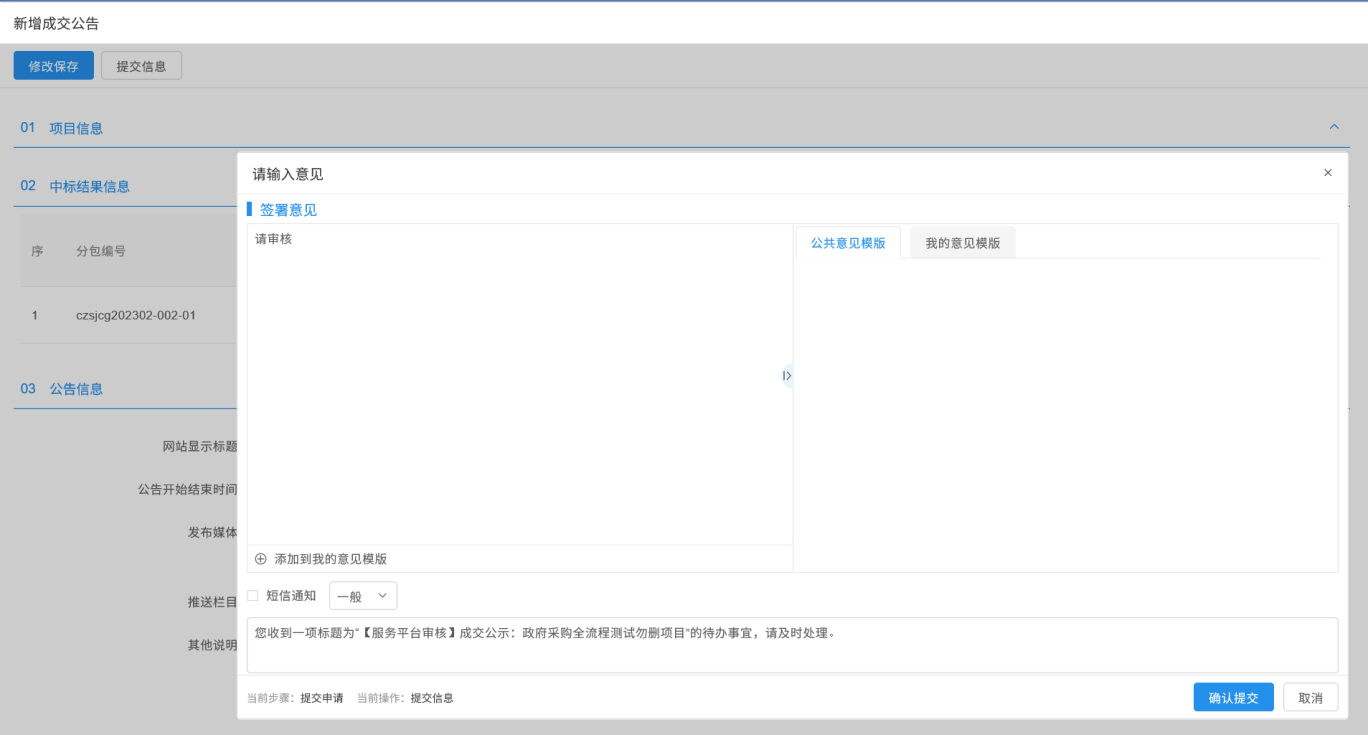 新增成交公告
修改保存 提交信息
01 项目信息
02 中标结果信息
序 分包编号
1 czsjcg202302-002-01
03 公告信息
网站显示标题
公告开始结束时间
发布媒体
推送栏目
其他说明
请输入意见 ×
签署意见
请审核
公共意见模版 我的意见模版
添加到我的意见模版
短信通知 一般
您收到一项标题为“【服务平台审核】成交公示：政府采购全流程测试勿删项目”的待办事宜，请及时处理。
当前步骤：提交申请 当前操作：提交信息
确认提交 取消